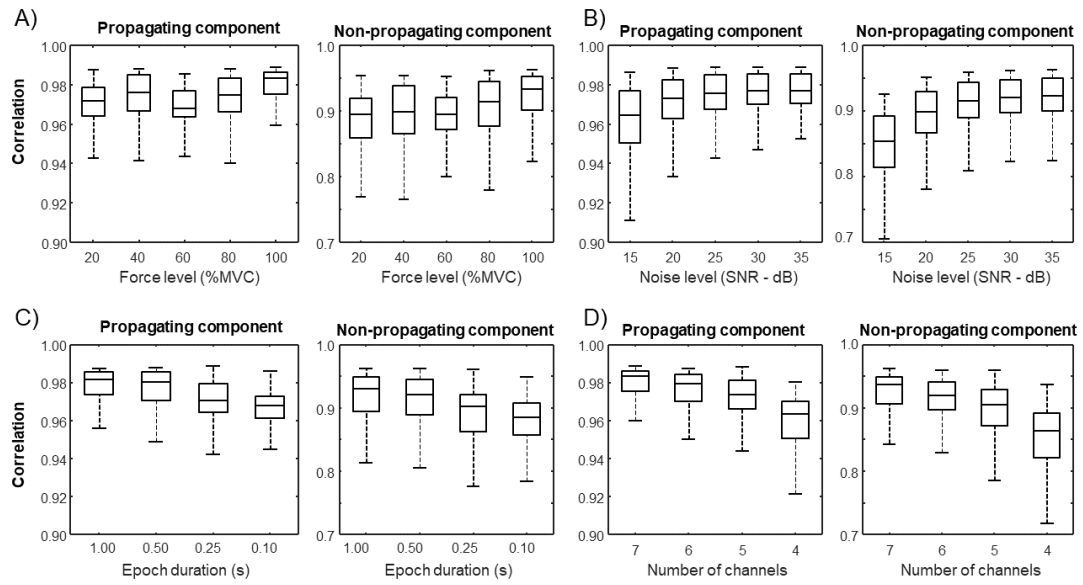 A)
Propagating component
Non-propagating component
B)
Propagating component
Non-propagating component
Correlation
1.00
0.98
0.96
0.94
0.92
0.90
20 40 60 80 100
Force level (%MVC)
1.0
0.9
0.8
0.7
20 40 60 80 100
Force level (%MVC)
1.00
0.98
0.96
0.94
0.92
0.90
15 20 25 30 35
Noise level (SNR - dB)
1.0
0.9
0.8
0.7
15 20 25 30 35
Noise level (SNR - dB)
C)
Propagating component
Non-propagating component
D)
Propagating component
Non-propagating component
Correlation
1.00
0.98
0.96
0.94
0.92
0.90
1.00 0.50 0.25 0.10
Epoch duration (s)
1.0
0.9
0.8
0.7
1.00 0.50 0.25 0.10
Epoch duration (s)
1.00
0.98
0.96
0.94
0.92
0.90
7 6 5 4
Number of channels
1.0
0.9
0.8
0.7
7 6 5 4
Number of channels